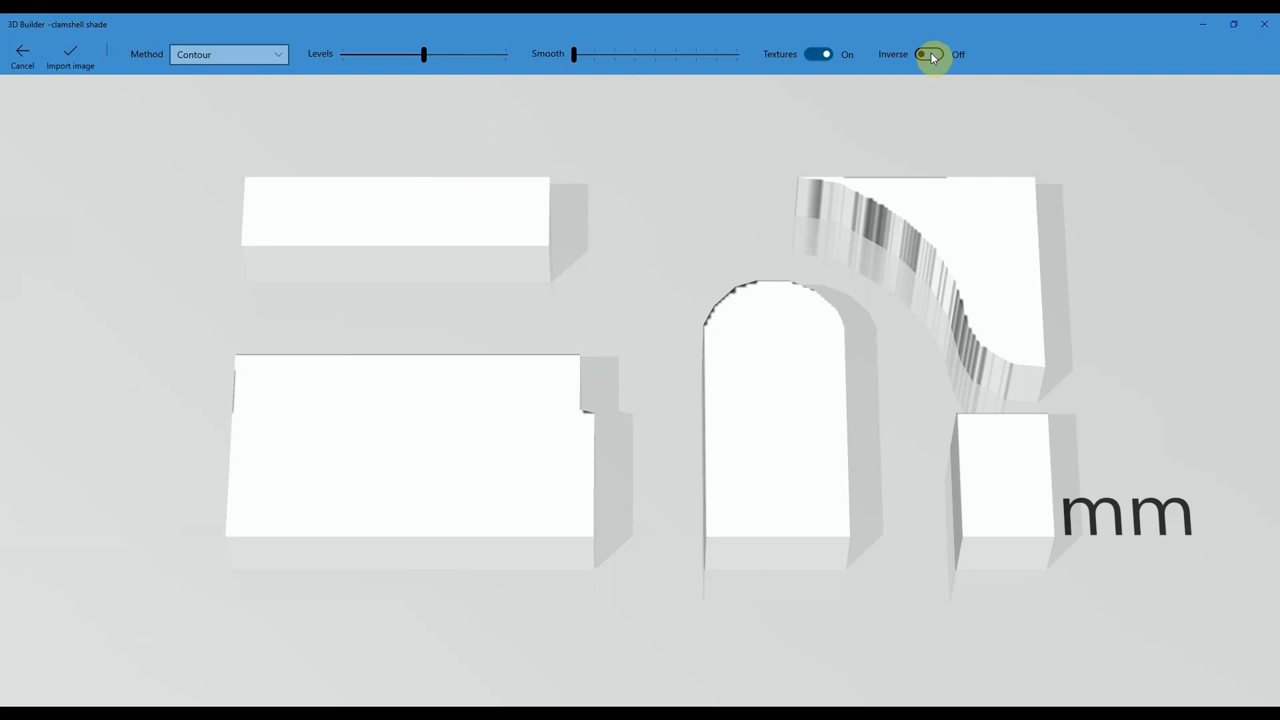 3D Builder -clamshell shade
Cancel
Import image
Method
Contour
Levels
Smooth
Textures
On
Inverse
Off
mm